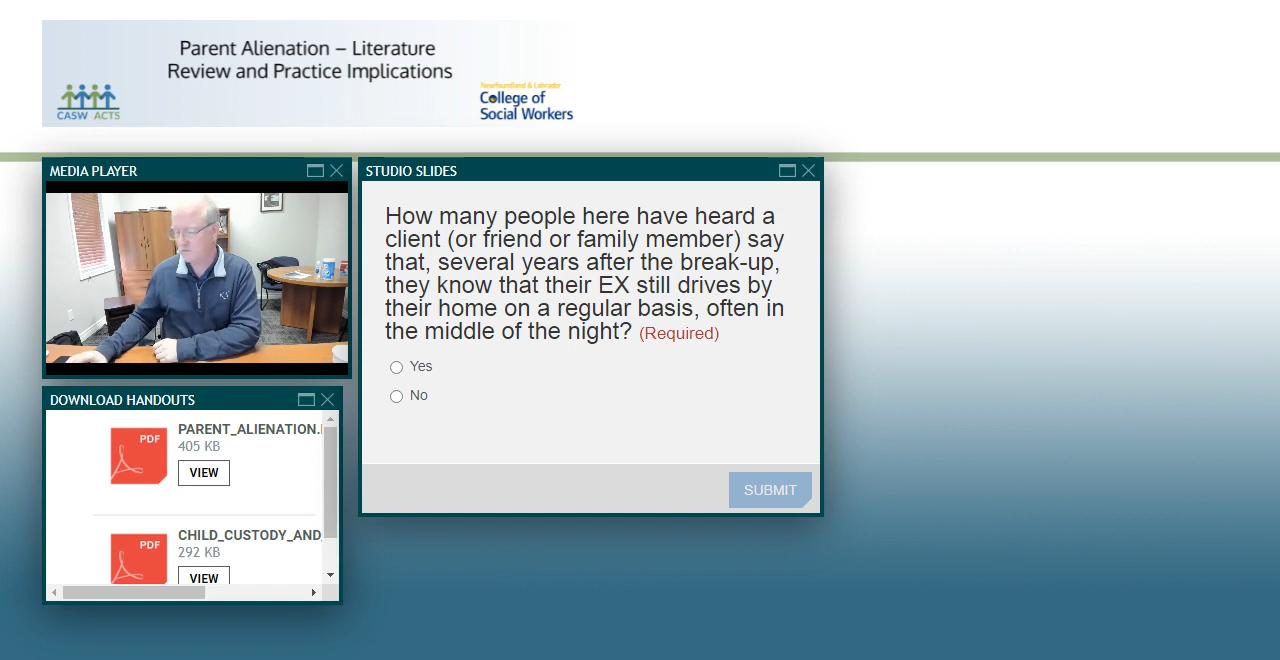 Parent Alienation – Literature
Review and Practice Implications
CASW ACTS
Newfoundland & Labrador
College of
Social Workers
MEDIA PLAYER
STUDIO SLIDES
How many people here have heard a
client (or friend or family member) say
that, several years after the break-up,
they know that their EX still drives by
their home on a regular basis, often in
the middle of the night? (Required)
Yes
No
SUBMIT
DOWNLOAD HANDOUTS
PDF
PARENT_ALIENATION.
405 KB
VIEW
PDF
CHILD_CUSTODY_AND_
292 KB
VIEW